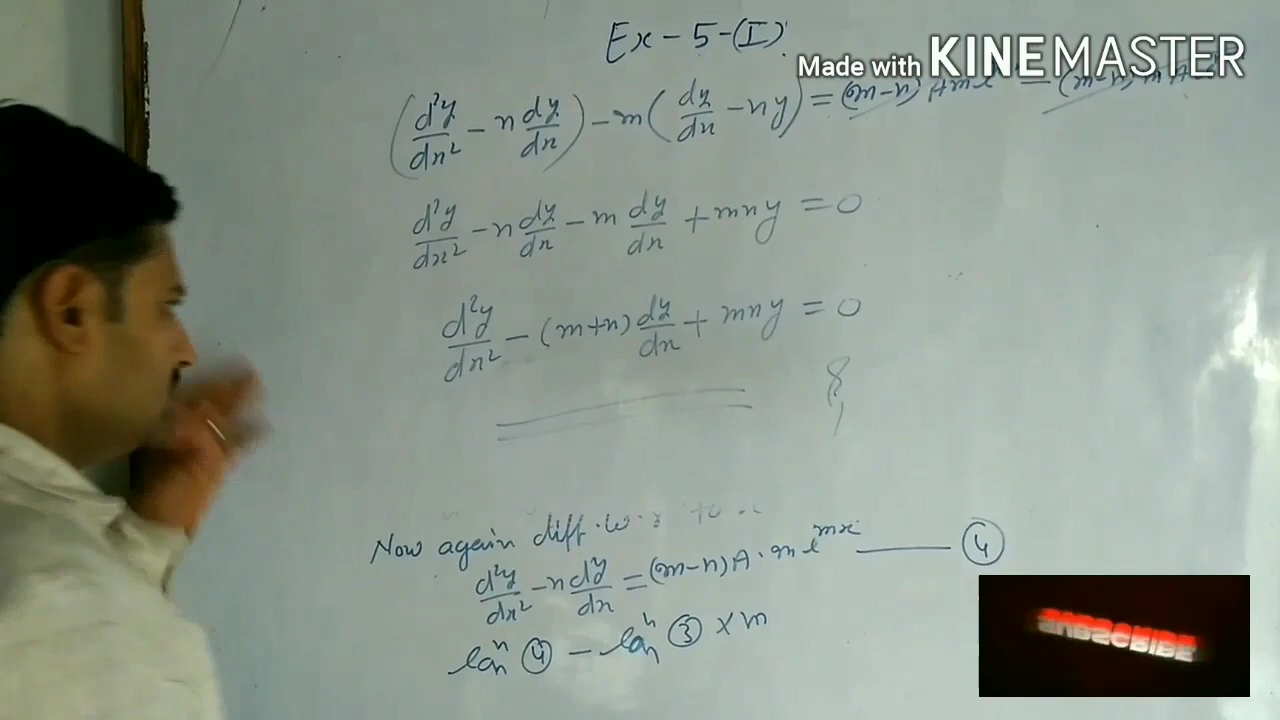 Ex - 5 - (I)
Made with KINEMASTER
(d²y/dx² - n dy/dx) - m(dy/dx - ny) = (m-n) A m e - (m-n) m A
d²y/dx² - n dy/dx - m dy/dx + mny = 0
d²y/dx² - (m+n) dy/dx + mny = 0
Now again diff. w. r to
d²y/dx² - n dy/dx = (m-n) A · m e^mx —— ④
eqⁿ ④ - eqⁿ ③ × m
SUBSCRIBE